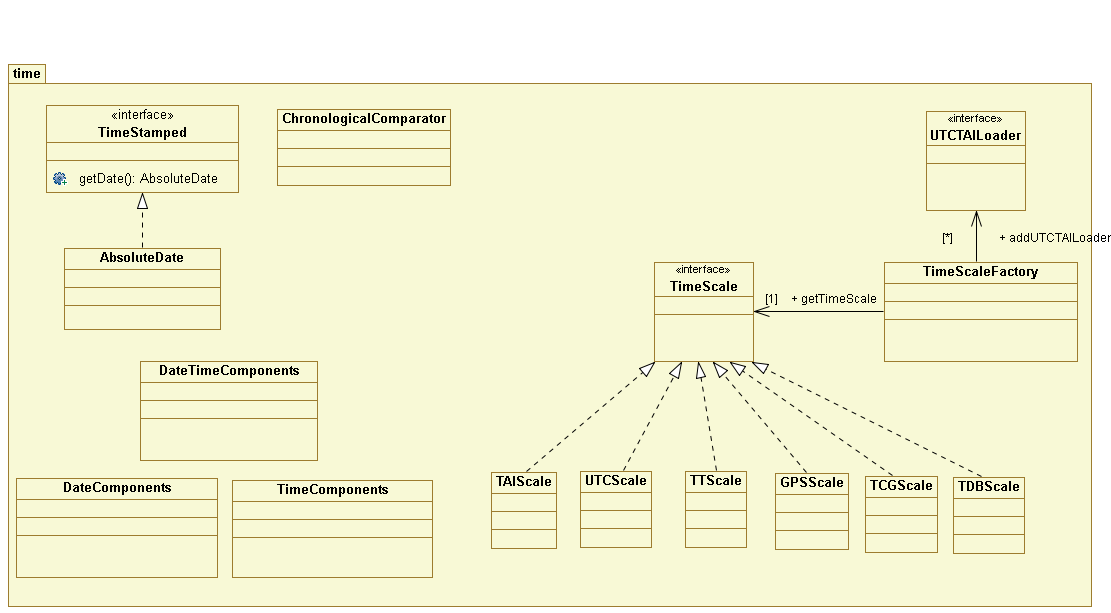 time
«interface»
TimeStamped
getDate(): AbsoluteDate
ChronologicalComparator
«interface»
UTCTAILoader
[*]
+ addUTCTAILoader
AbsoluteDate
«interface»
TimeScale
[1]
+ getTimeScale
TimeScaleFactory
DateTimeComponents
DateComponents
TimeComponents
TAIScale
UTCScale
TTScale
GPSScale
TCGScale
TDBScale